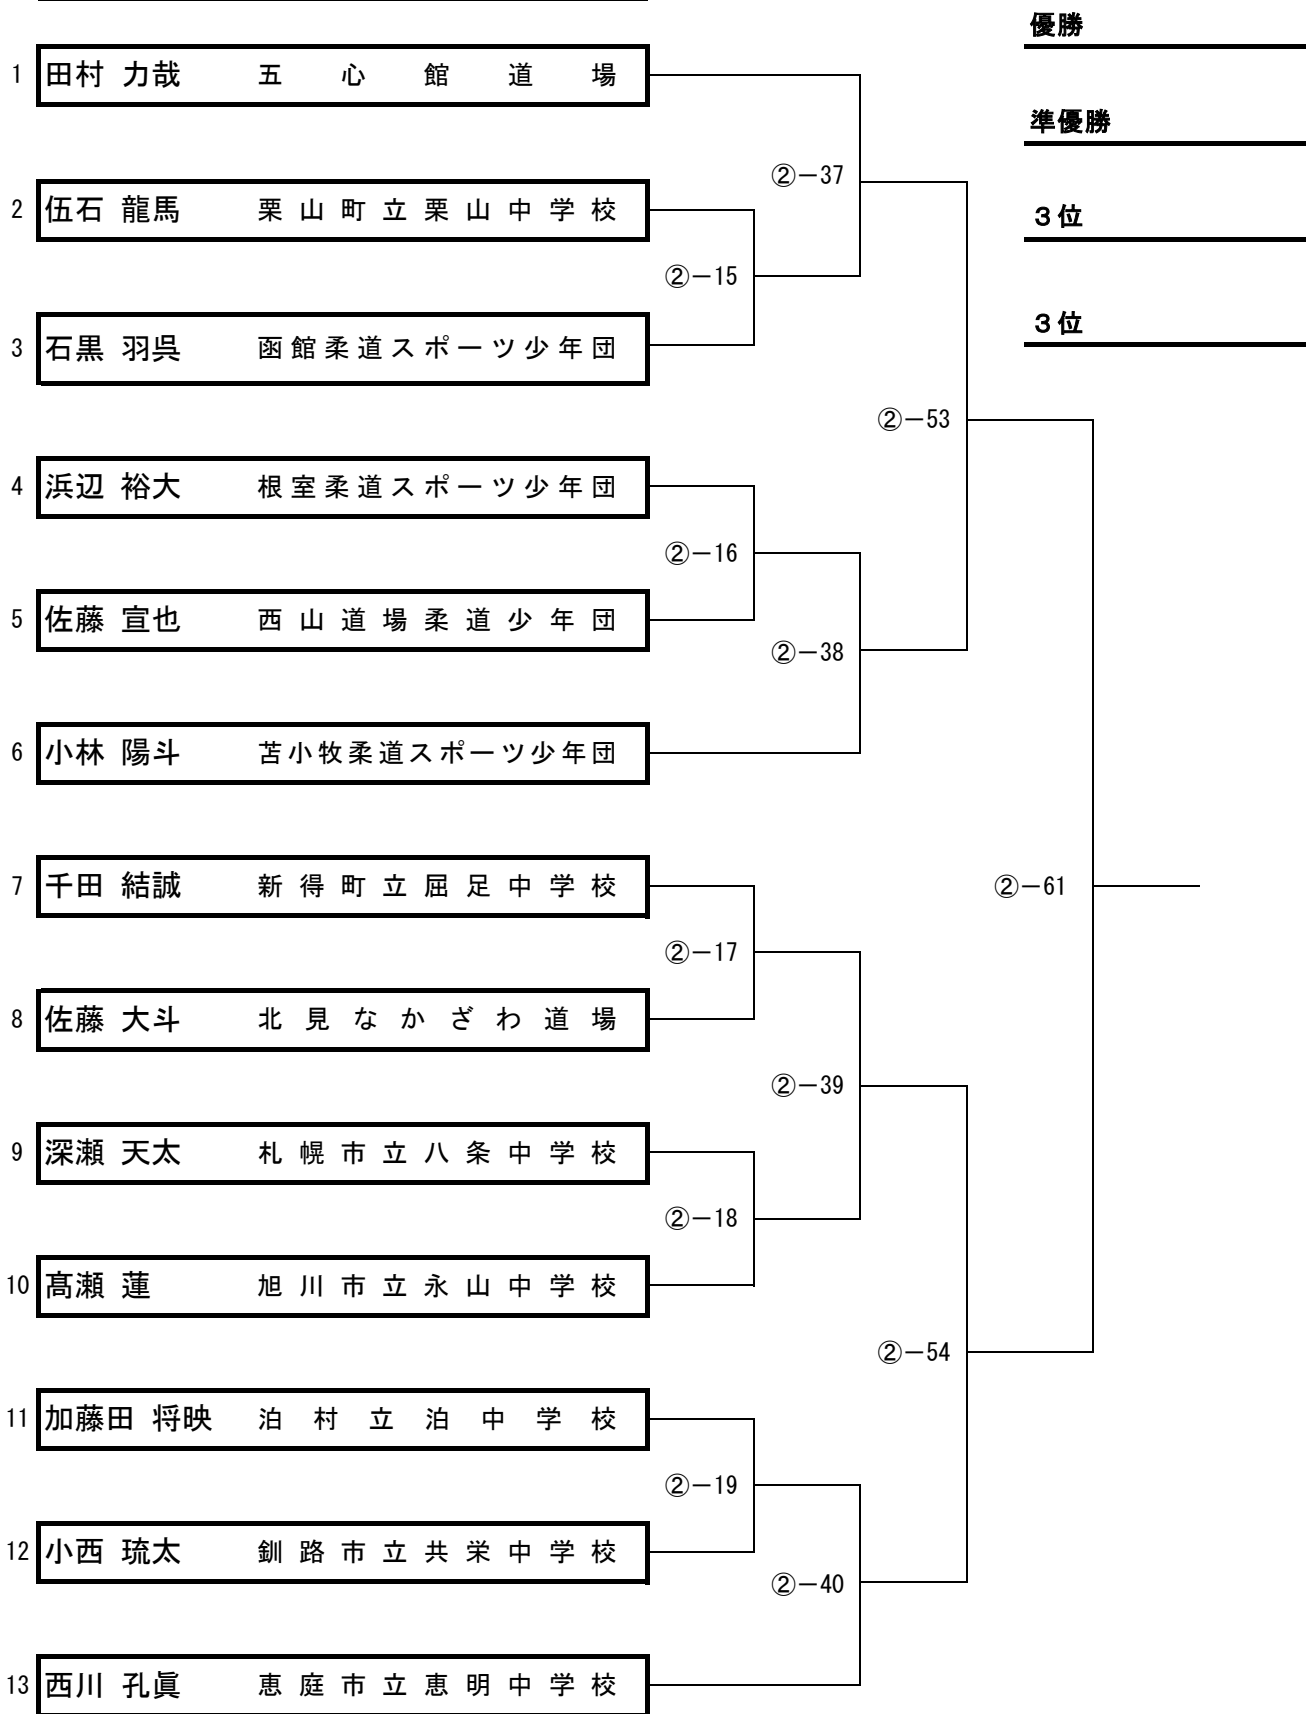 優勝
1 田村 力哉 五心館道場
準優勝
②－37
2 伍石 龍馬 栗山町立栗山中学校
３位
②－15
３位
3 石黒 羽呉 函館柔道スポーツ少年団
②－53
4 浜辺 裕大 根室柔道スポーツ少年団
②－16
5 佐藤 宣也 西山道場柔道少年団
②－38
6 小林 陽斗 苫小牧柔道スポーツ少年団
7 千田 結誠 新得町立屈足中学校
②－61
②－17
8 佐藤 大斗 北見なかざわ道場
②－39
9 深瀬 天太 札幌市立八条中学校
②－18
10 髙瀬 蓮 旭川市立永山中学校
②－54
11 加藤田 将映 泊村立泊中学校
②－19
12 小西 琉太 釧路市立共栄中学校
②－40
13 西川 孔眞 恵庭市立恵明中学校